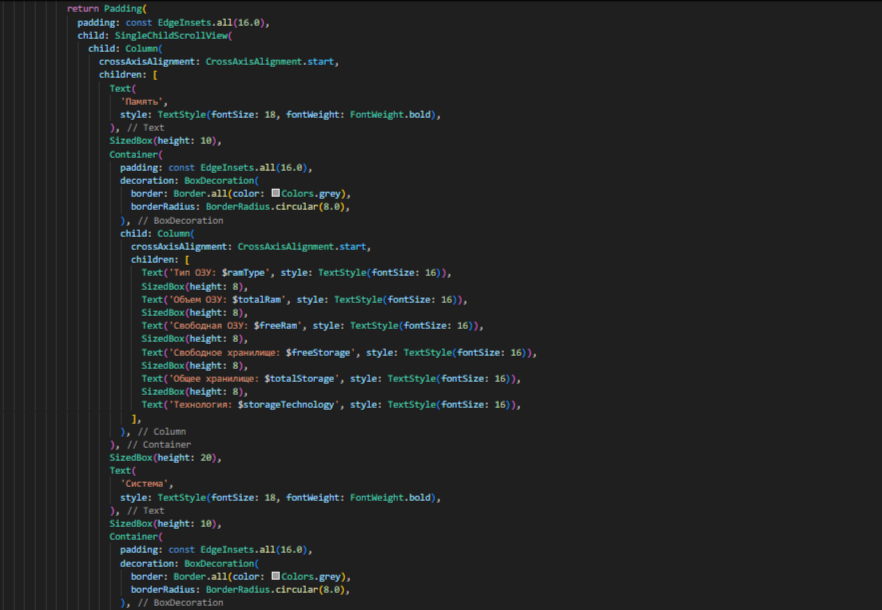 return Padding(
padding: const EdgeInsets.all(16.0),
child: SingleChildScrollView(
child: Column(
crossAxisAlignment: CrossAxisAlignment.start,
children: [
Text(
'Память',
style: TextStyle(fontSize: 18, fontWeight: FontWeight.bold),
), // Text
SizedBox(height: 10),
Container(
padding: const EdgeInsets.all(16.0),
decoration: BoxDecoration(
border: Border.all(color: Colors.grey),
borderRadius: BorderRadius.circular(8.0),
), // BoxDecoration
child: Column(
crossAxisAlignment: CrossAxisAlignment.start,
children: [
Text('Тип ОЗУ: $ramType', style: TextStyle(fontSize: 16)),
SizedBox(height: 8),
Text('Объем ОЗУ: $totalRam', style: TextStyle(fontSize: 16)),
SizedBox(height: 8),
Text('Свободная ОЗУ: $freeRam', style: TextStyle(fontSize: 16)),
SizedBox(height: 8),
Text('Свободное хранилище: $freeStorage', style: TextStyle(fontSize: 16)),
SizedBox(height: 8),
Text('Общее хранилище: $totalStorage', style: TextStyle(fontSize: 16)),
SizedBox(height: 8),
Text('Технология: $storageTechnology', style: TextStyle(fontSize: 16)),
],
), // Column
), // Container
SizedBox(height: 20),
Text(
'Система',
style: TextStyle(fontSize: 18, fontWeight: FontWeight.bold),
), // Text
SizedBox(height: 10),
Container(
padding: const EdgeInsets.all(16.0),
decoration: BoxDecoration(
border: Border.all(color: Colors.grey),
borderRadius: BorderRadius.circular(8.0),
), // BoxDecoration